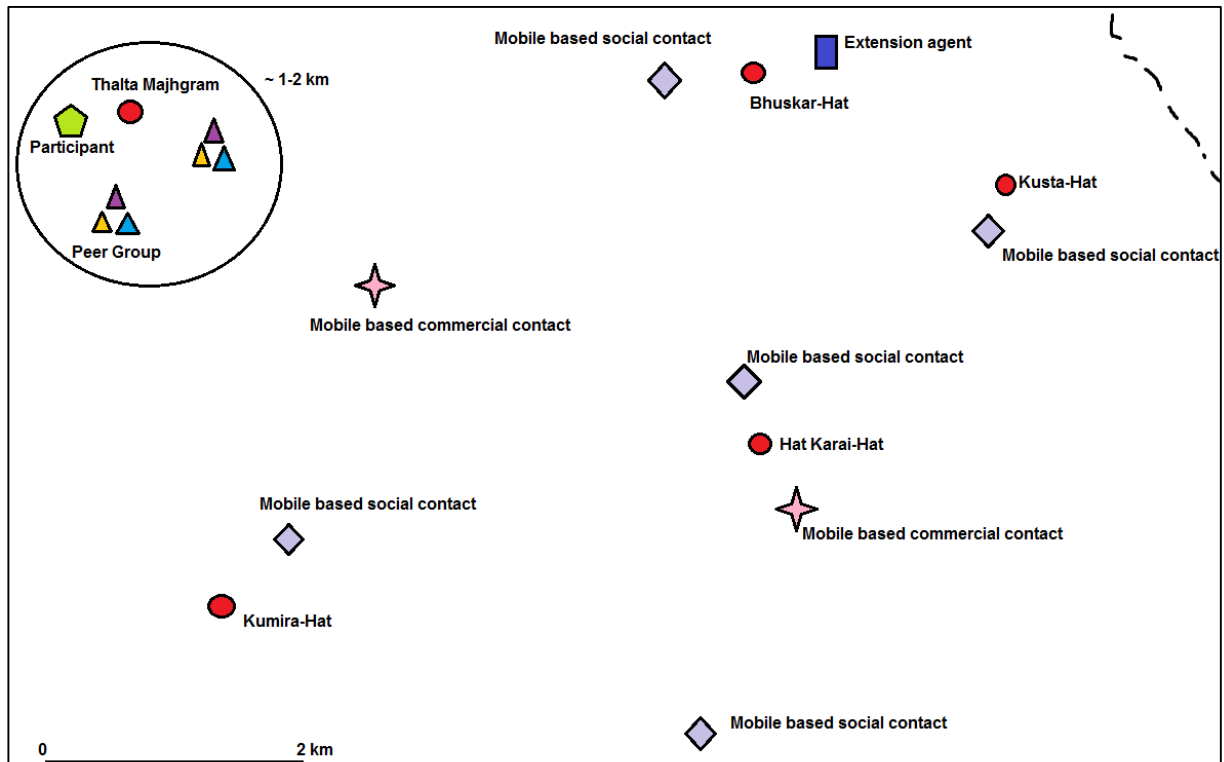 Mobile based social contact
Extension agent
Thalta Majhgram
~ 1-2 km
Bhuskar-Hat
Participant
Kusta-Hat
Peer Group
Mobile based social contact
Mobile based commercial contact
Mobile based social contact
Hat Karai-Hat
Mobile based social contact
Mobile based commercial contact
Kumira-Hat
Mobile based social contact
0
2 km